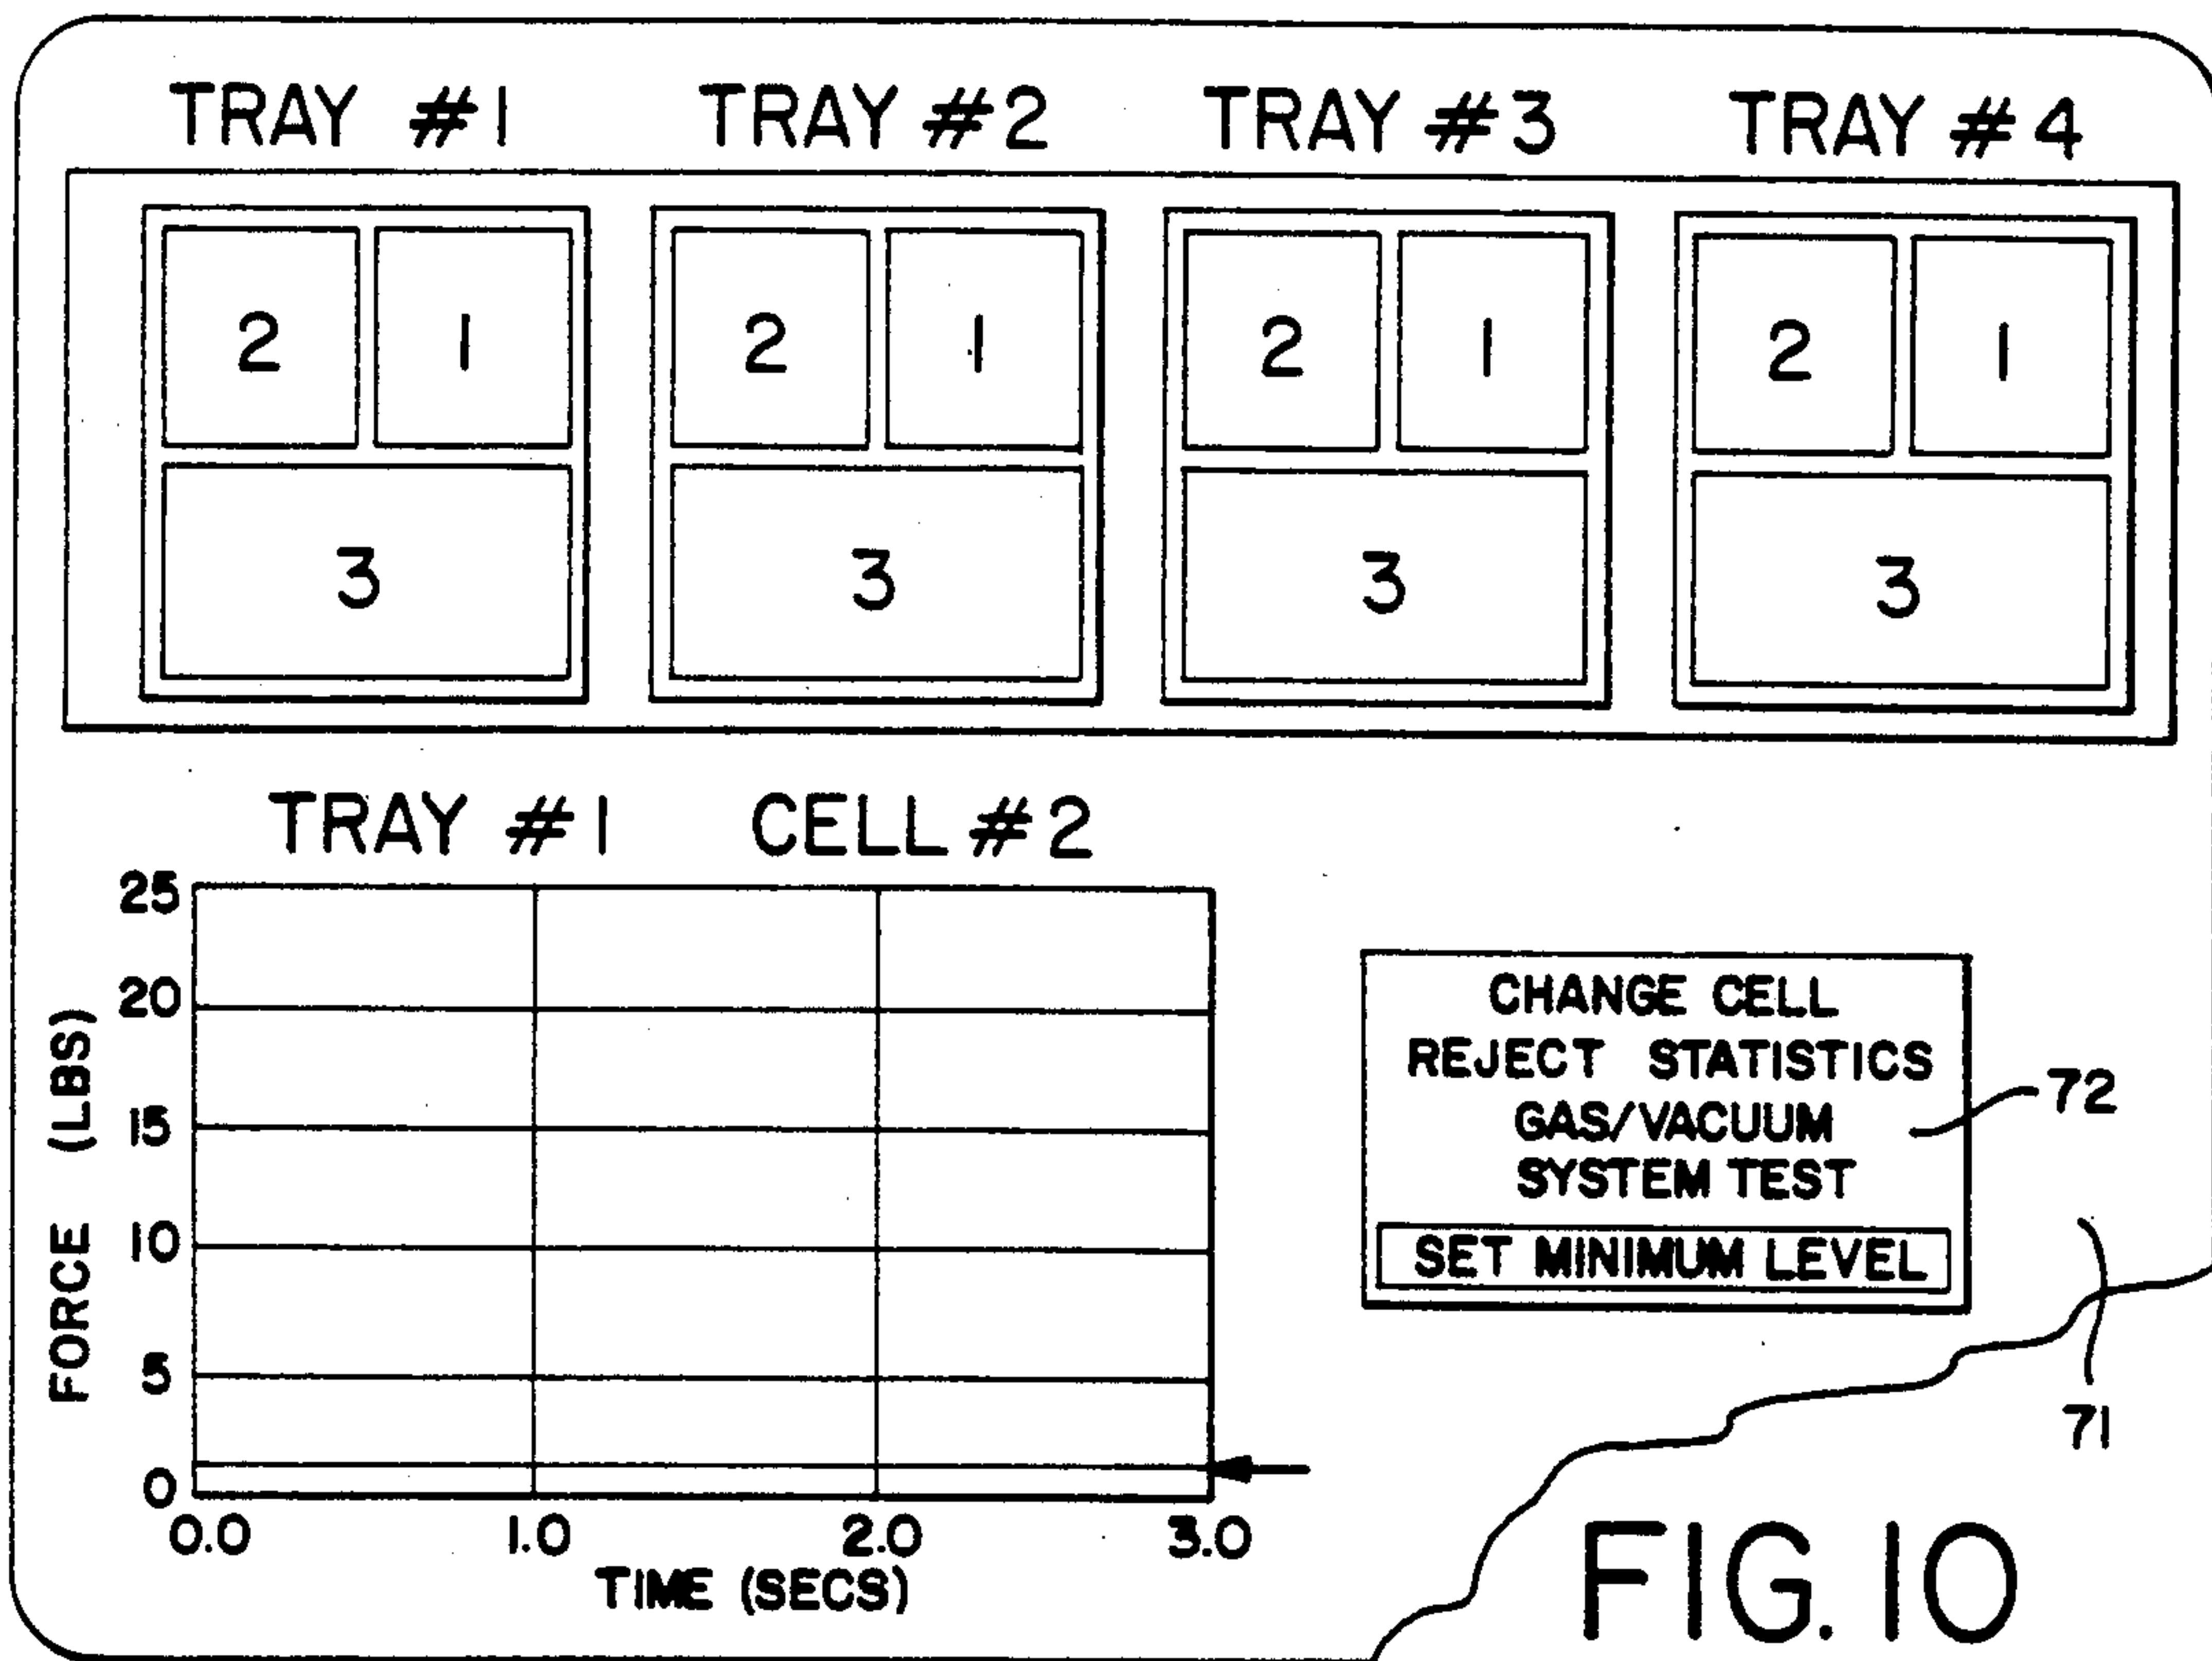 TRAY #1 TRAY #2 TRAY #3 TRAY #4
2 1 2 1 2 1 2 1
3 3 3 3
TRAY #1 CELL #2
FORCE (LBS)
25
20
15
10
5
0
0.0 1.0 2.0 3.0
TIME (SECS)
CHANGE CELL
REJECT STATISTICS
GAS/VACUUM
SYSTEM TEST
SET MINIMUM LEVEL
72
71
FIG. 10